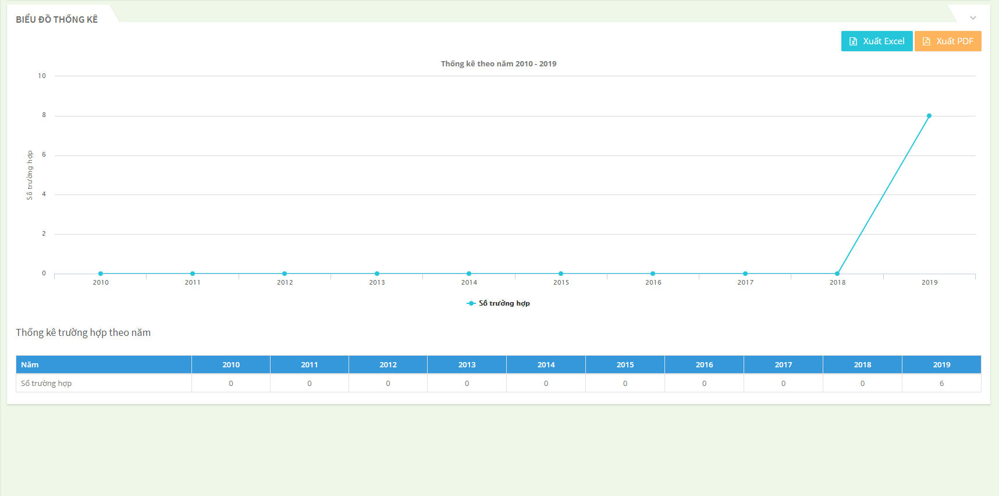 BIỂU ĐỒ THỐNG KÊ
Xuất Excel Xuất PDF
Thống kê theo năm 2010 - 2019
10
8
6
4
2
0
Số trường hợp
2010 2011 2012 2013 2014 2015 2016 2017 2018 2019
Số trường hợp
Thống kê trường hợp theo năm
Năm 2010 2011 2012 2013 2014 2015 2016 2017 2018 2019
Số trường hợp 0 0 0 0 0 0 0 0 0 6